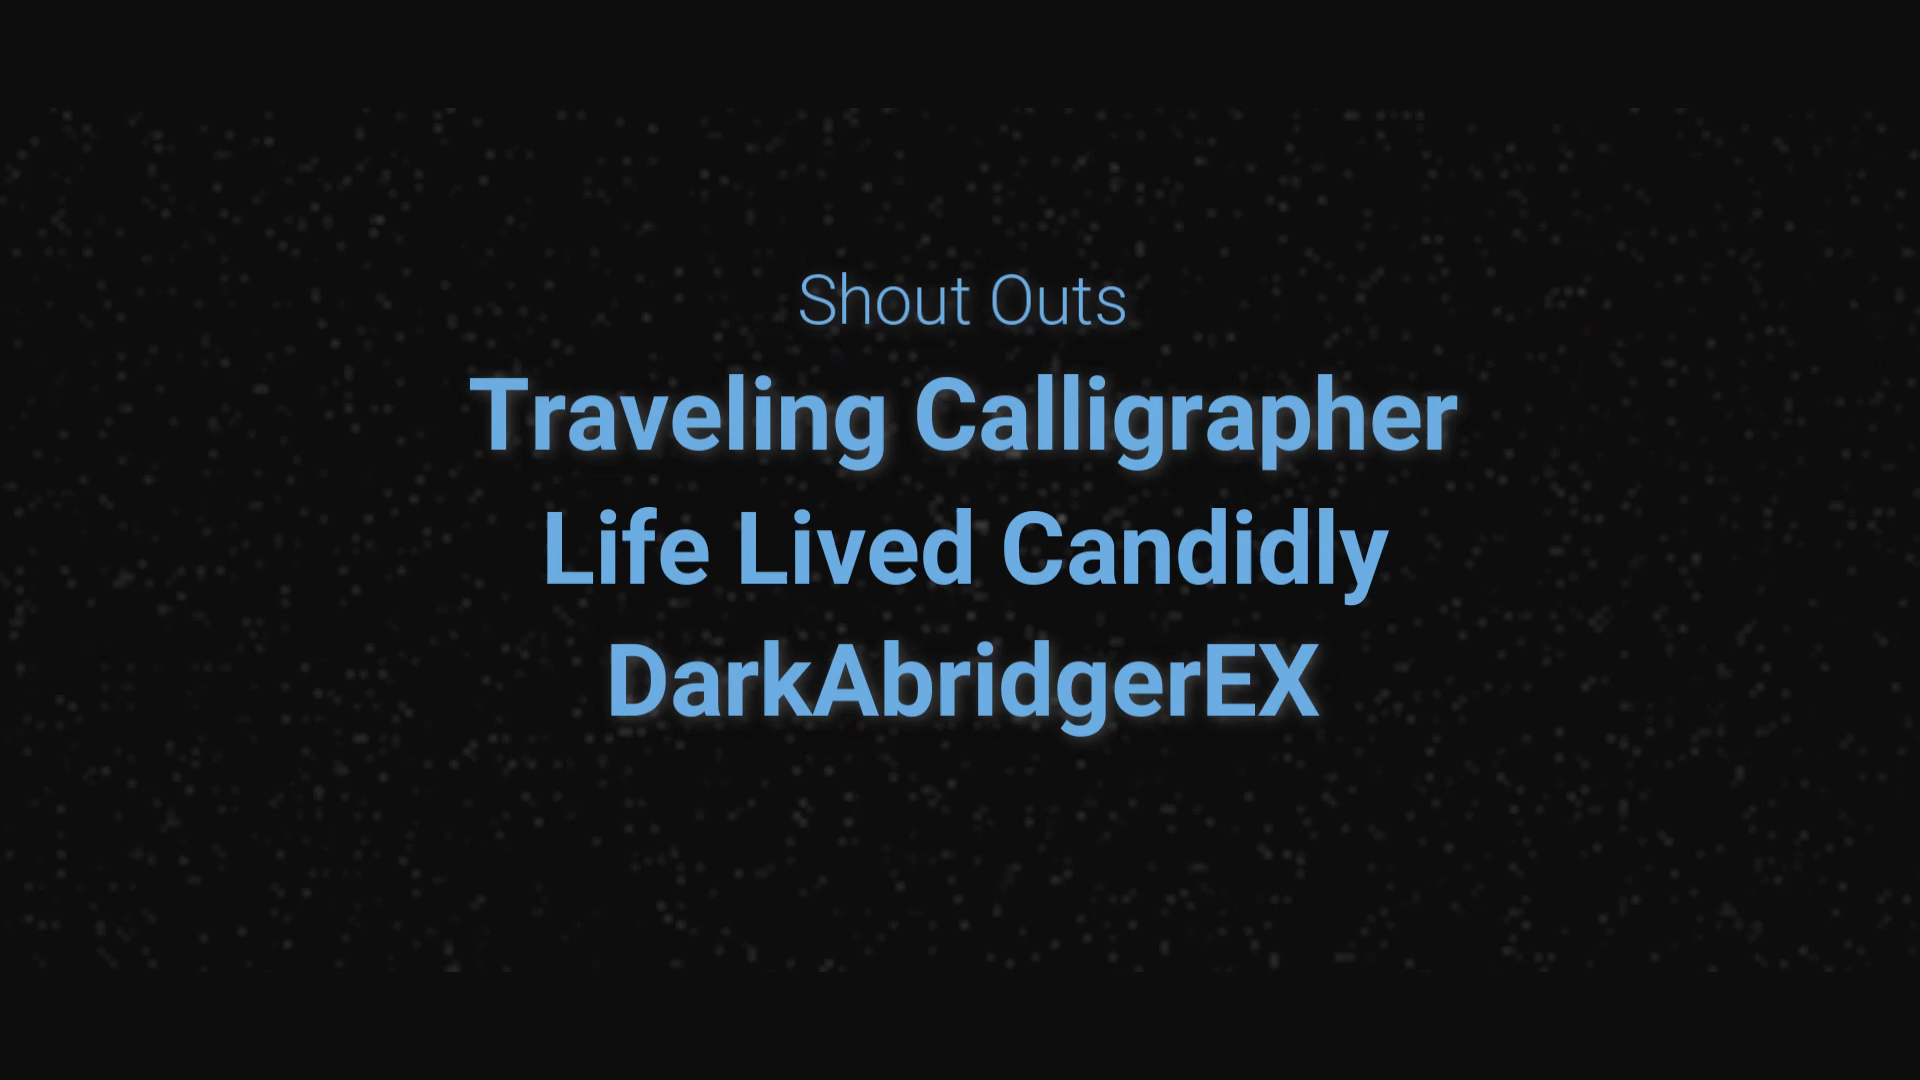 Shout Outs
Traveling Calligrapher
Life Lived Candidly
DarkAbridgerEX